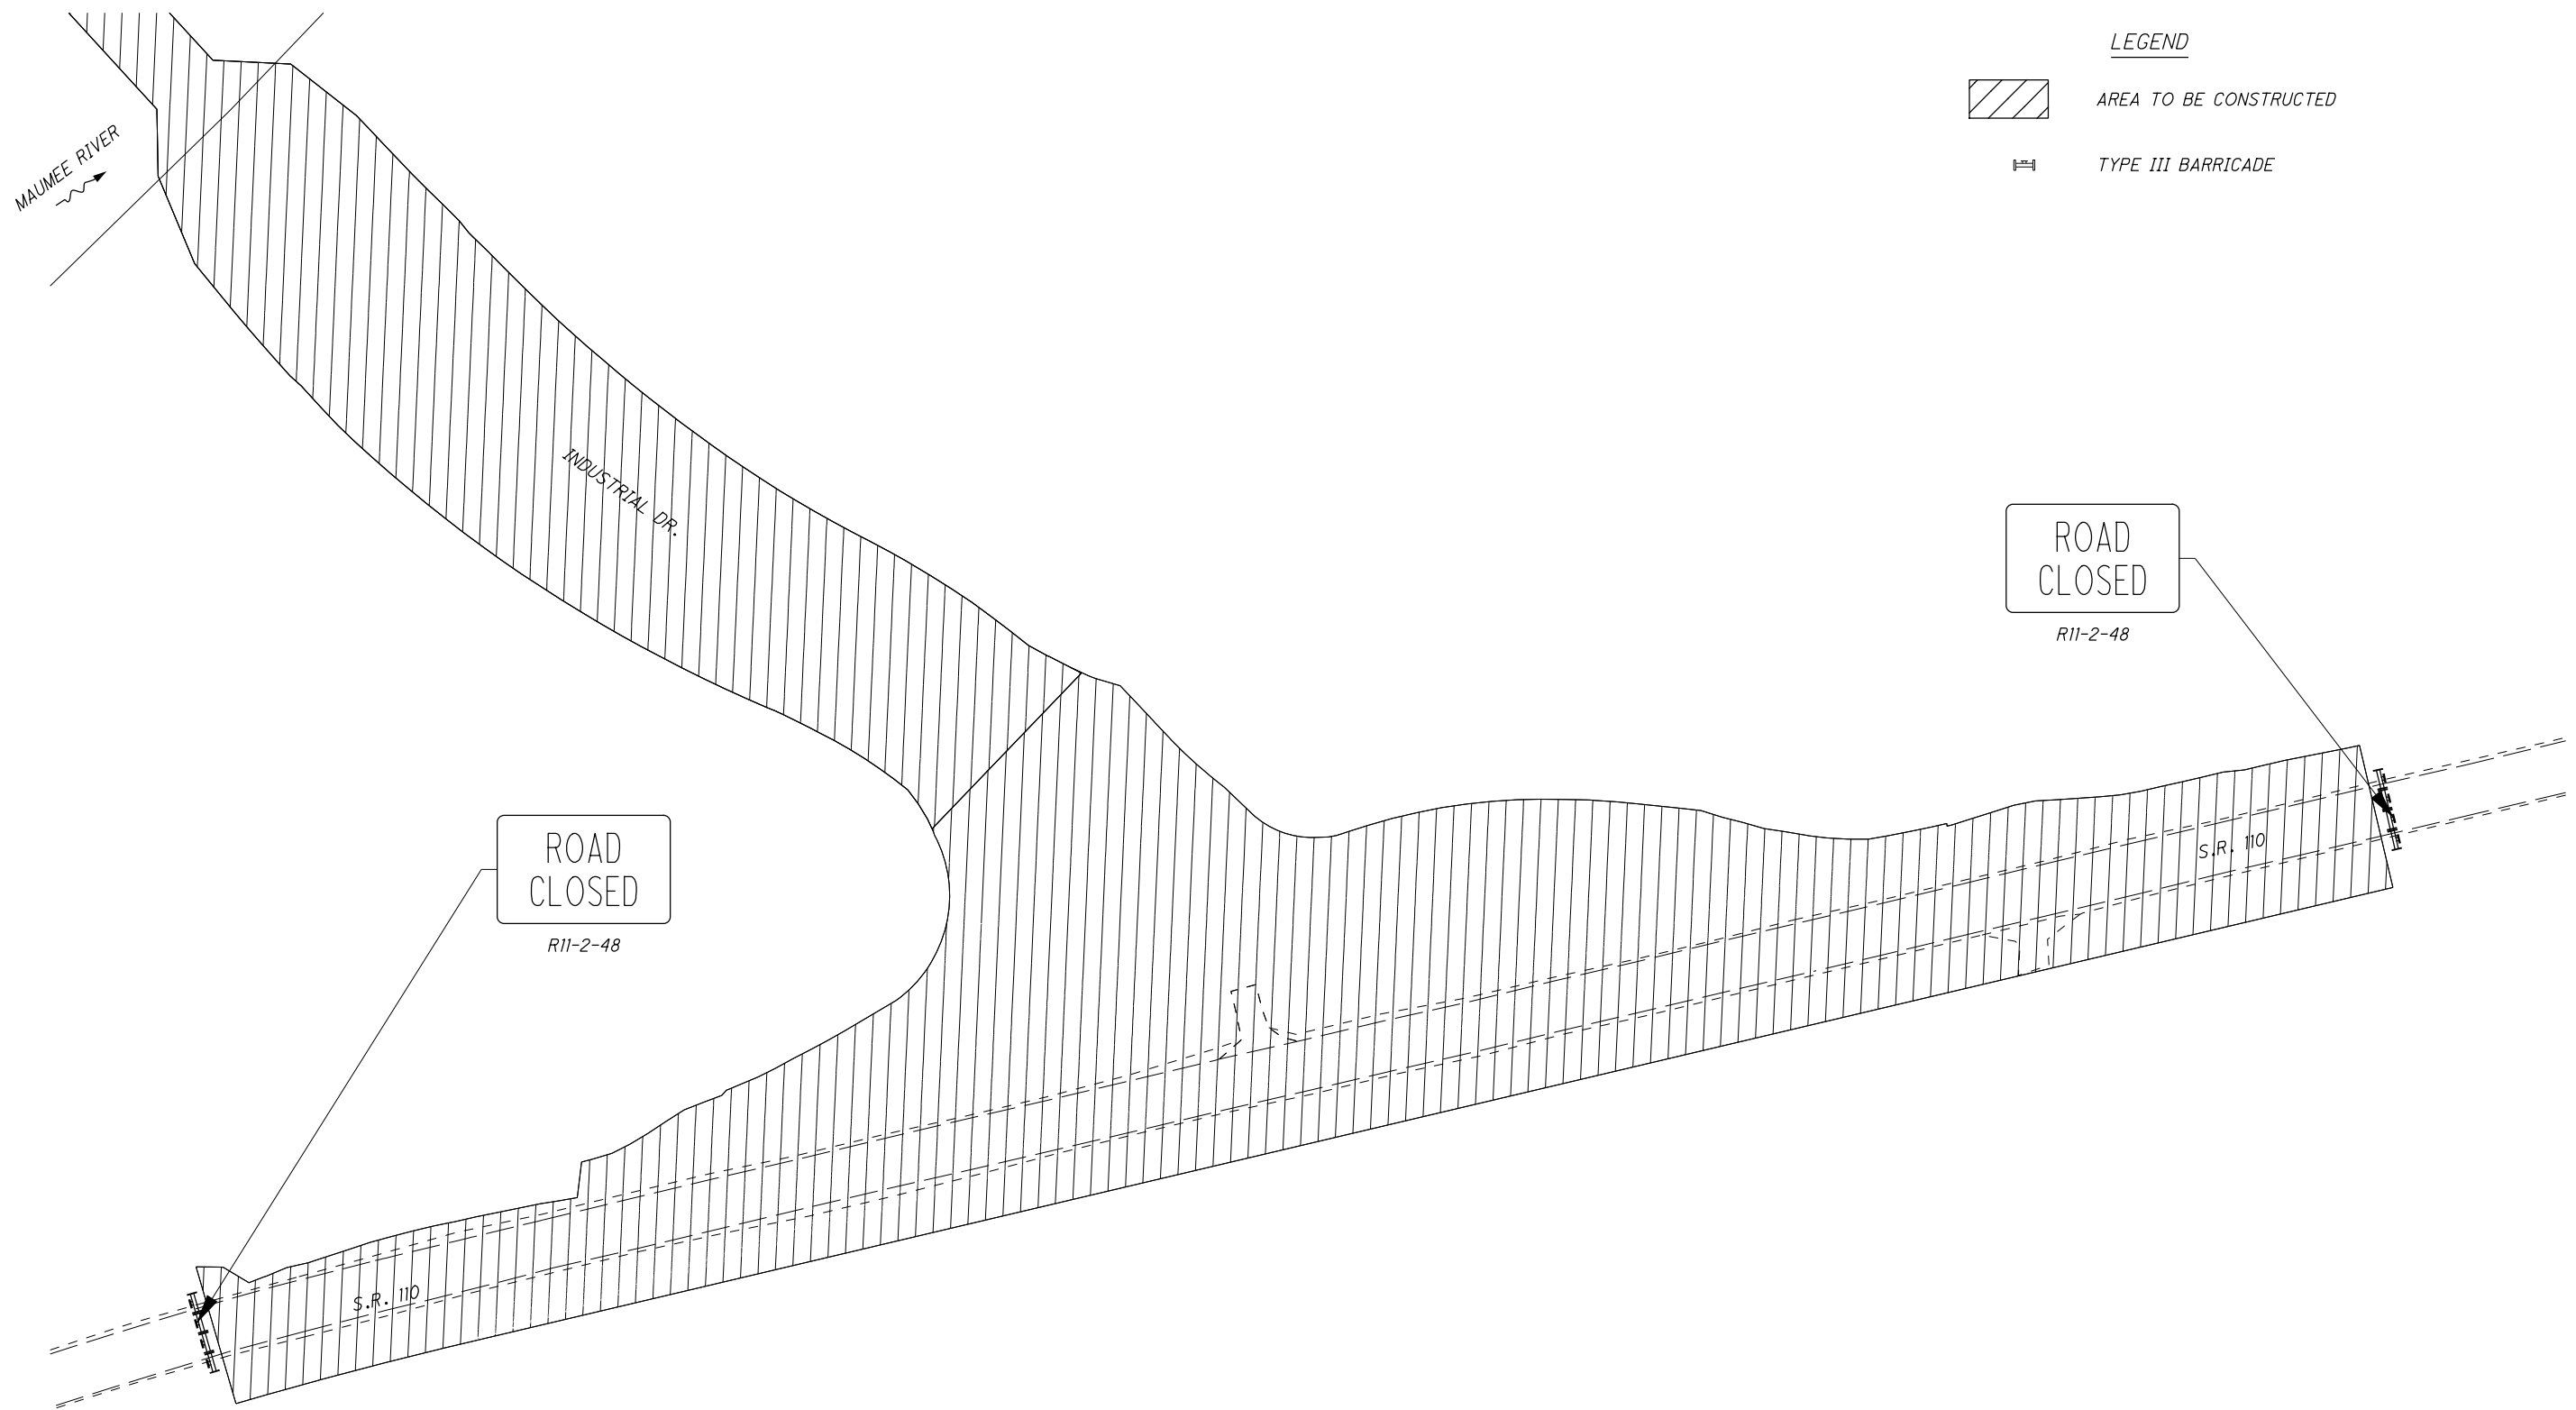 LEGEND
AREA TO BE CONSTRUCTED
TYPE III BARRICADE
MAUMEE RIVER
INDUSTRIAL DR.
ROAD
CLOSED
R11-2-48
S.R. 110
ROAD
CLOSED
R11-2-48
S.R. 110